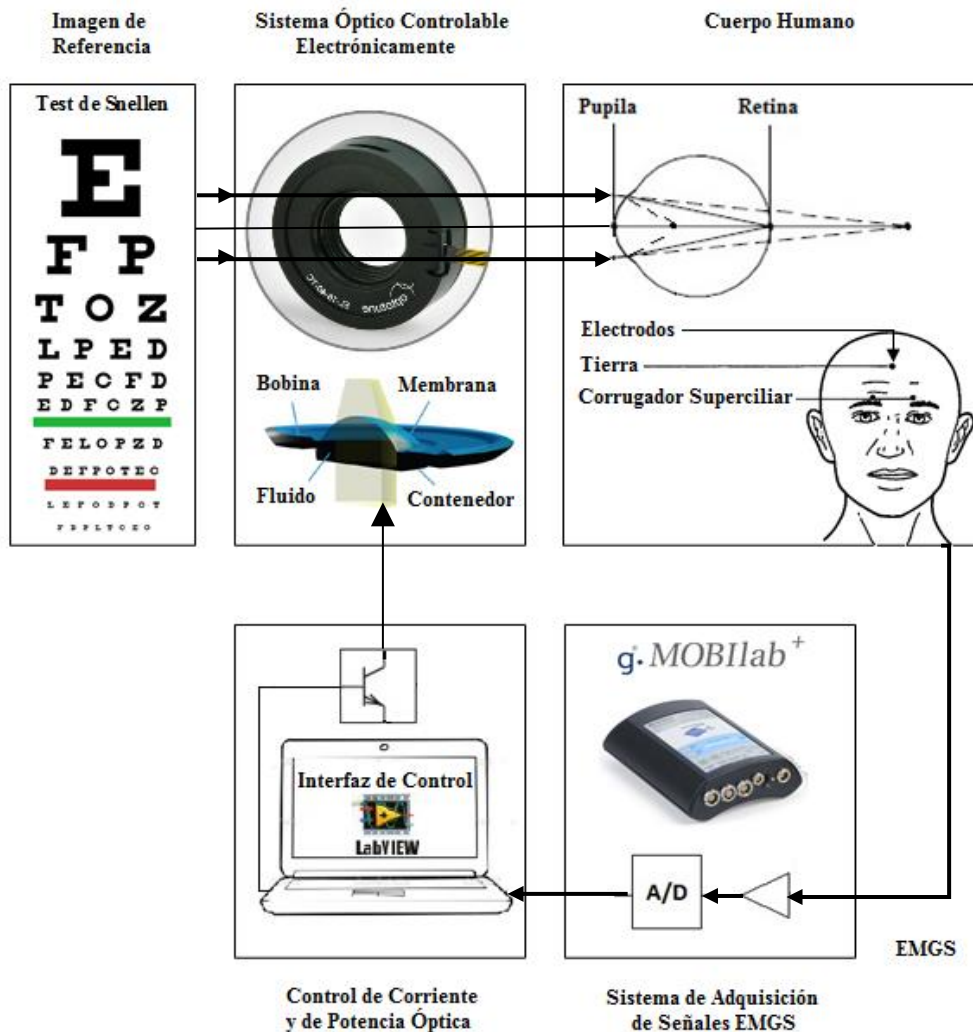 Imagen de
Referencia
Sistema Óptico Controlable
Electrónicamente
Cuerpo Humano
Test de Snellen
E
F P
T O Z
L P E D
P E C F D
E D F C Z P
F E L O P Z D
D E F P O T E C
L E F O D P C T
F D P L T C E O
optotune
Bobina
Membrana
Fluido
Contenedor
Pupila
Retina
Electrodos
Tierra
Corrugador Superciliar
Interfaz de Control
LabVIEW
g. MOBIlab+
A/D
EMGS
Control de Corriente
y de Potencia Óptica
Sistema de Adquisición
de Señales EMGS